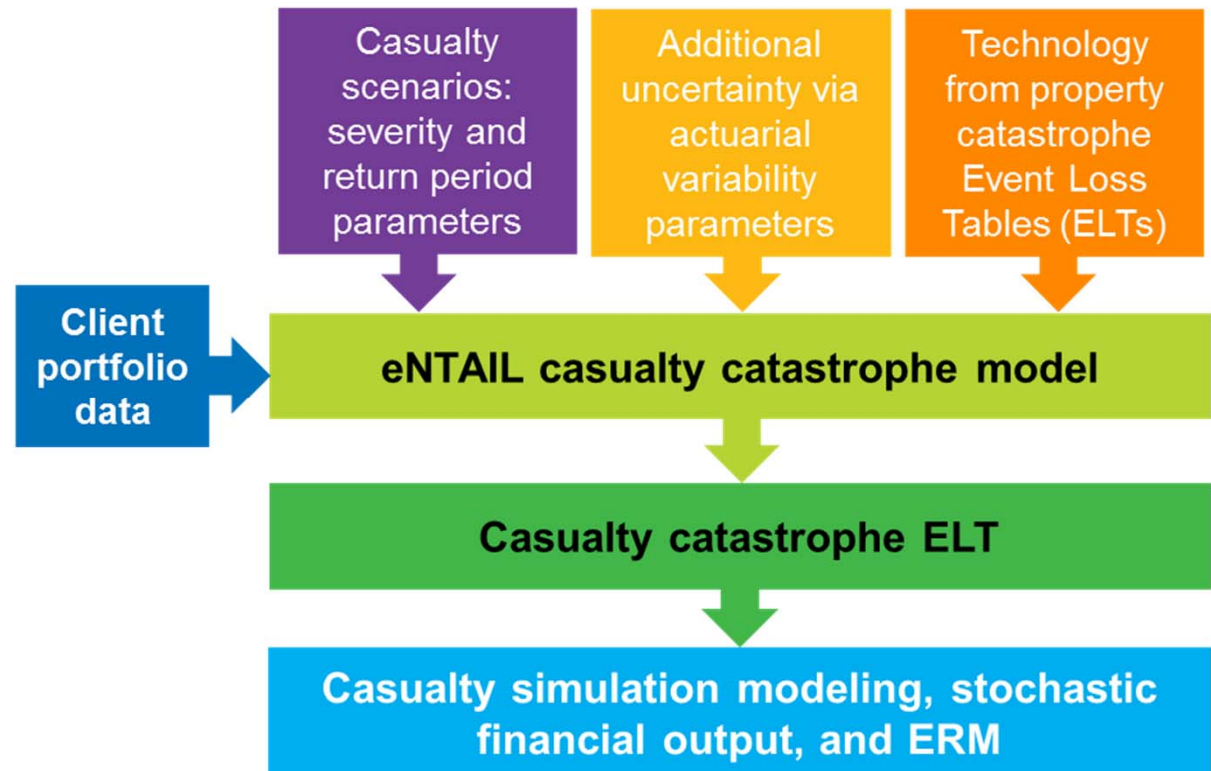 Casualty
scenarios:
severity and
return period
parameters
Additional
uncertainty via
actuarial
variability
parameters
Technology
from property
catastrophe
Event Loss
Tables (ELTs)
Client
portfolio
data
eNTAIL casualty catastrophe model
Casualty catastrophe ELT
Casualty simulation modeling, stochastic
financial output, and ERM